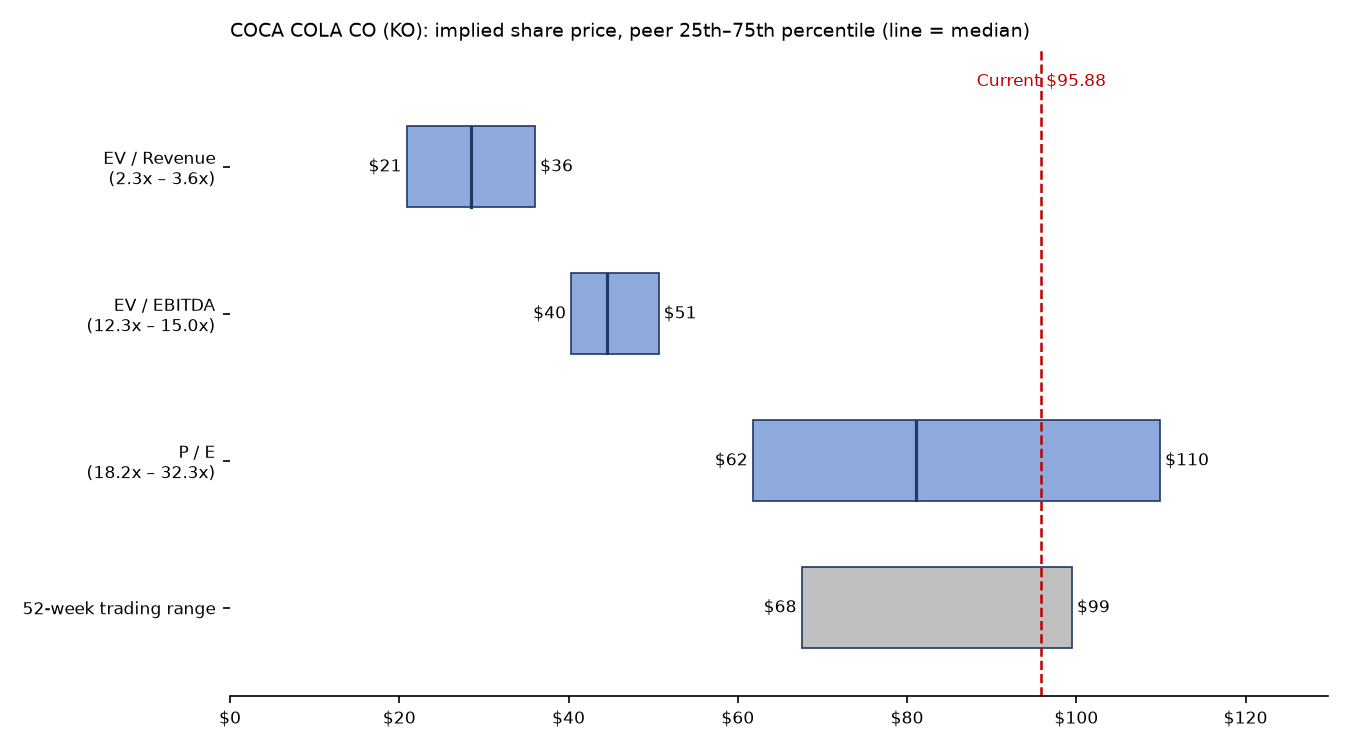 COCA COLA CO (KO): implied share price, peer 25th–75th percentile (line = median)
Current $95.88
EV / Revenue
(2.3x – 3.6x)
$21
$36
EV / EBITDA
(12.3x – 15.0x)
$40
$51
P / E
(18.2x – 32.3x)
$62
$110
52-week trading range
$68
$99
$0
$20
$40
$60
$80
$100
$120